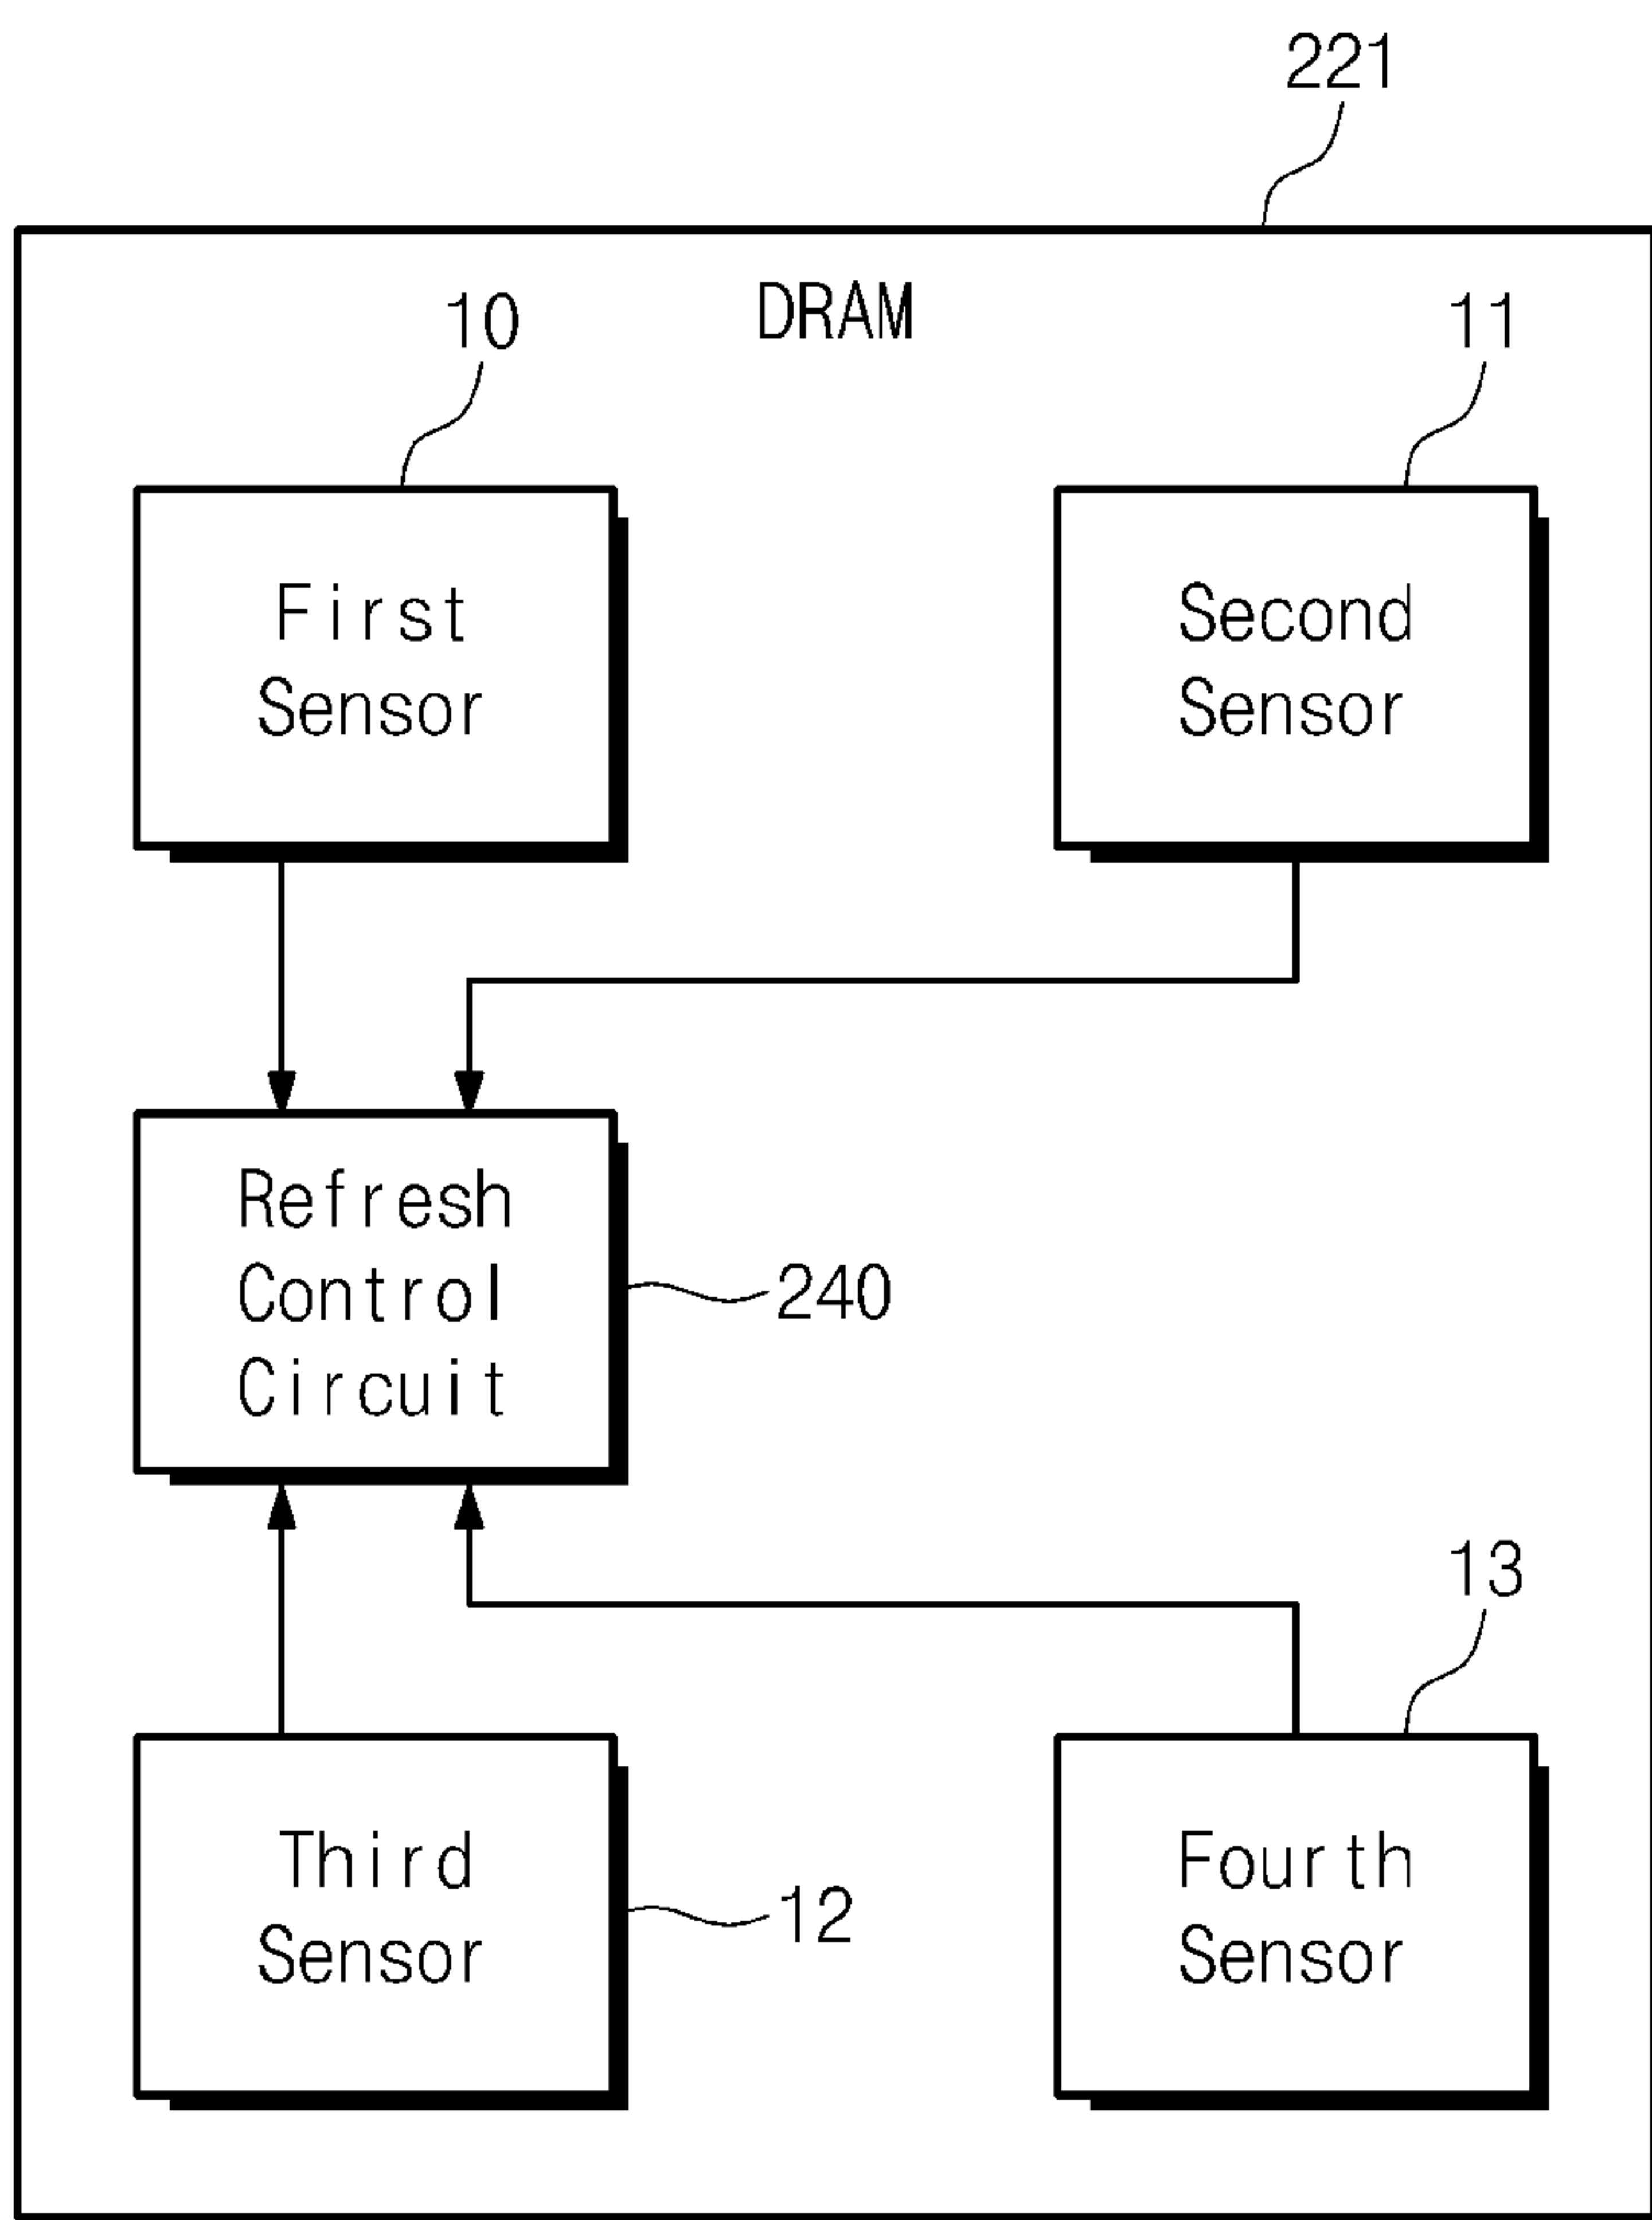 221
DRAM
10
11
First
Sensor
Second
Sensor
Refresh
Control
Circuit
240
13
Third
Sensor
12
Fourth
Sensor